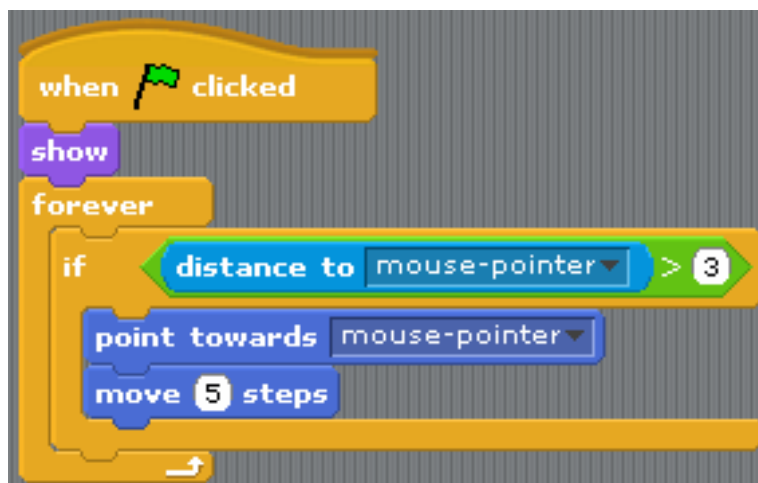 when clicked
show
forever
if distance to mouse-pointer > 3
point towards mouse-pointer
move 5 steps